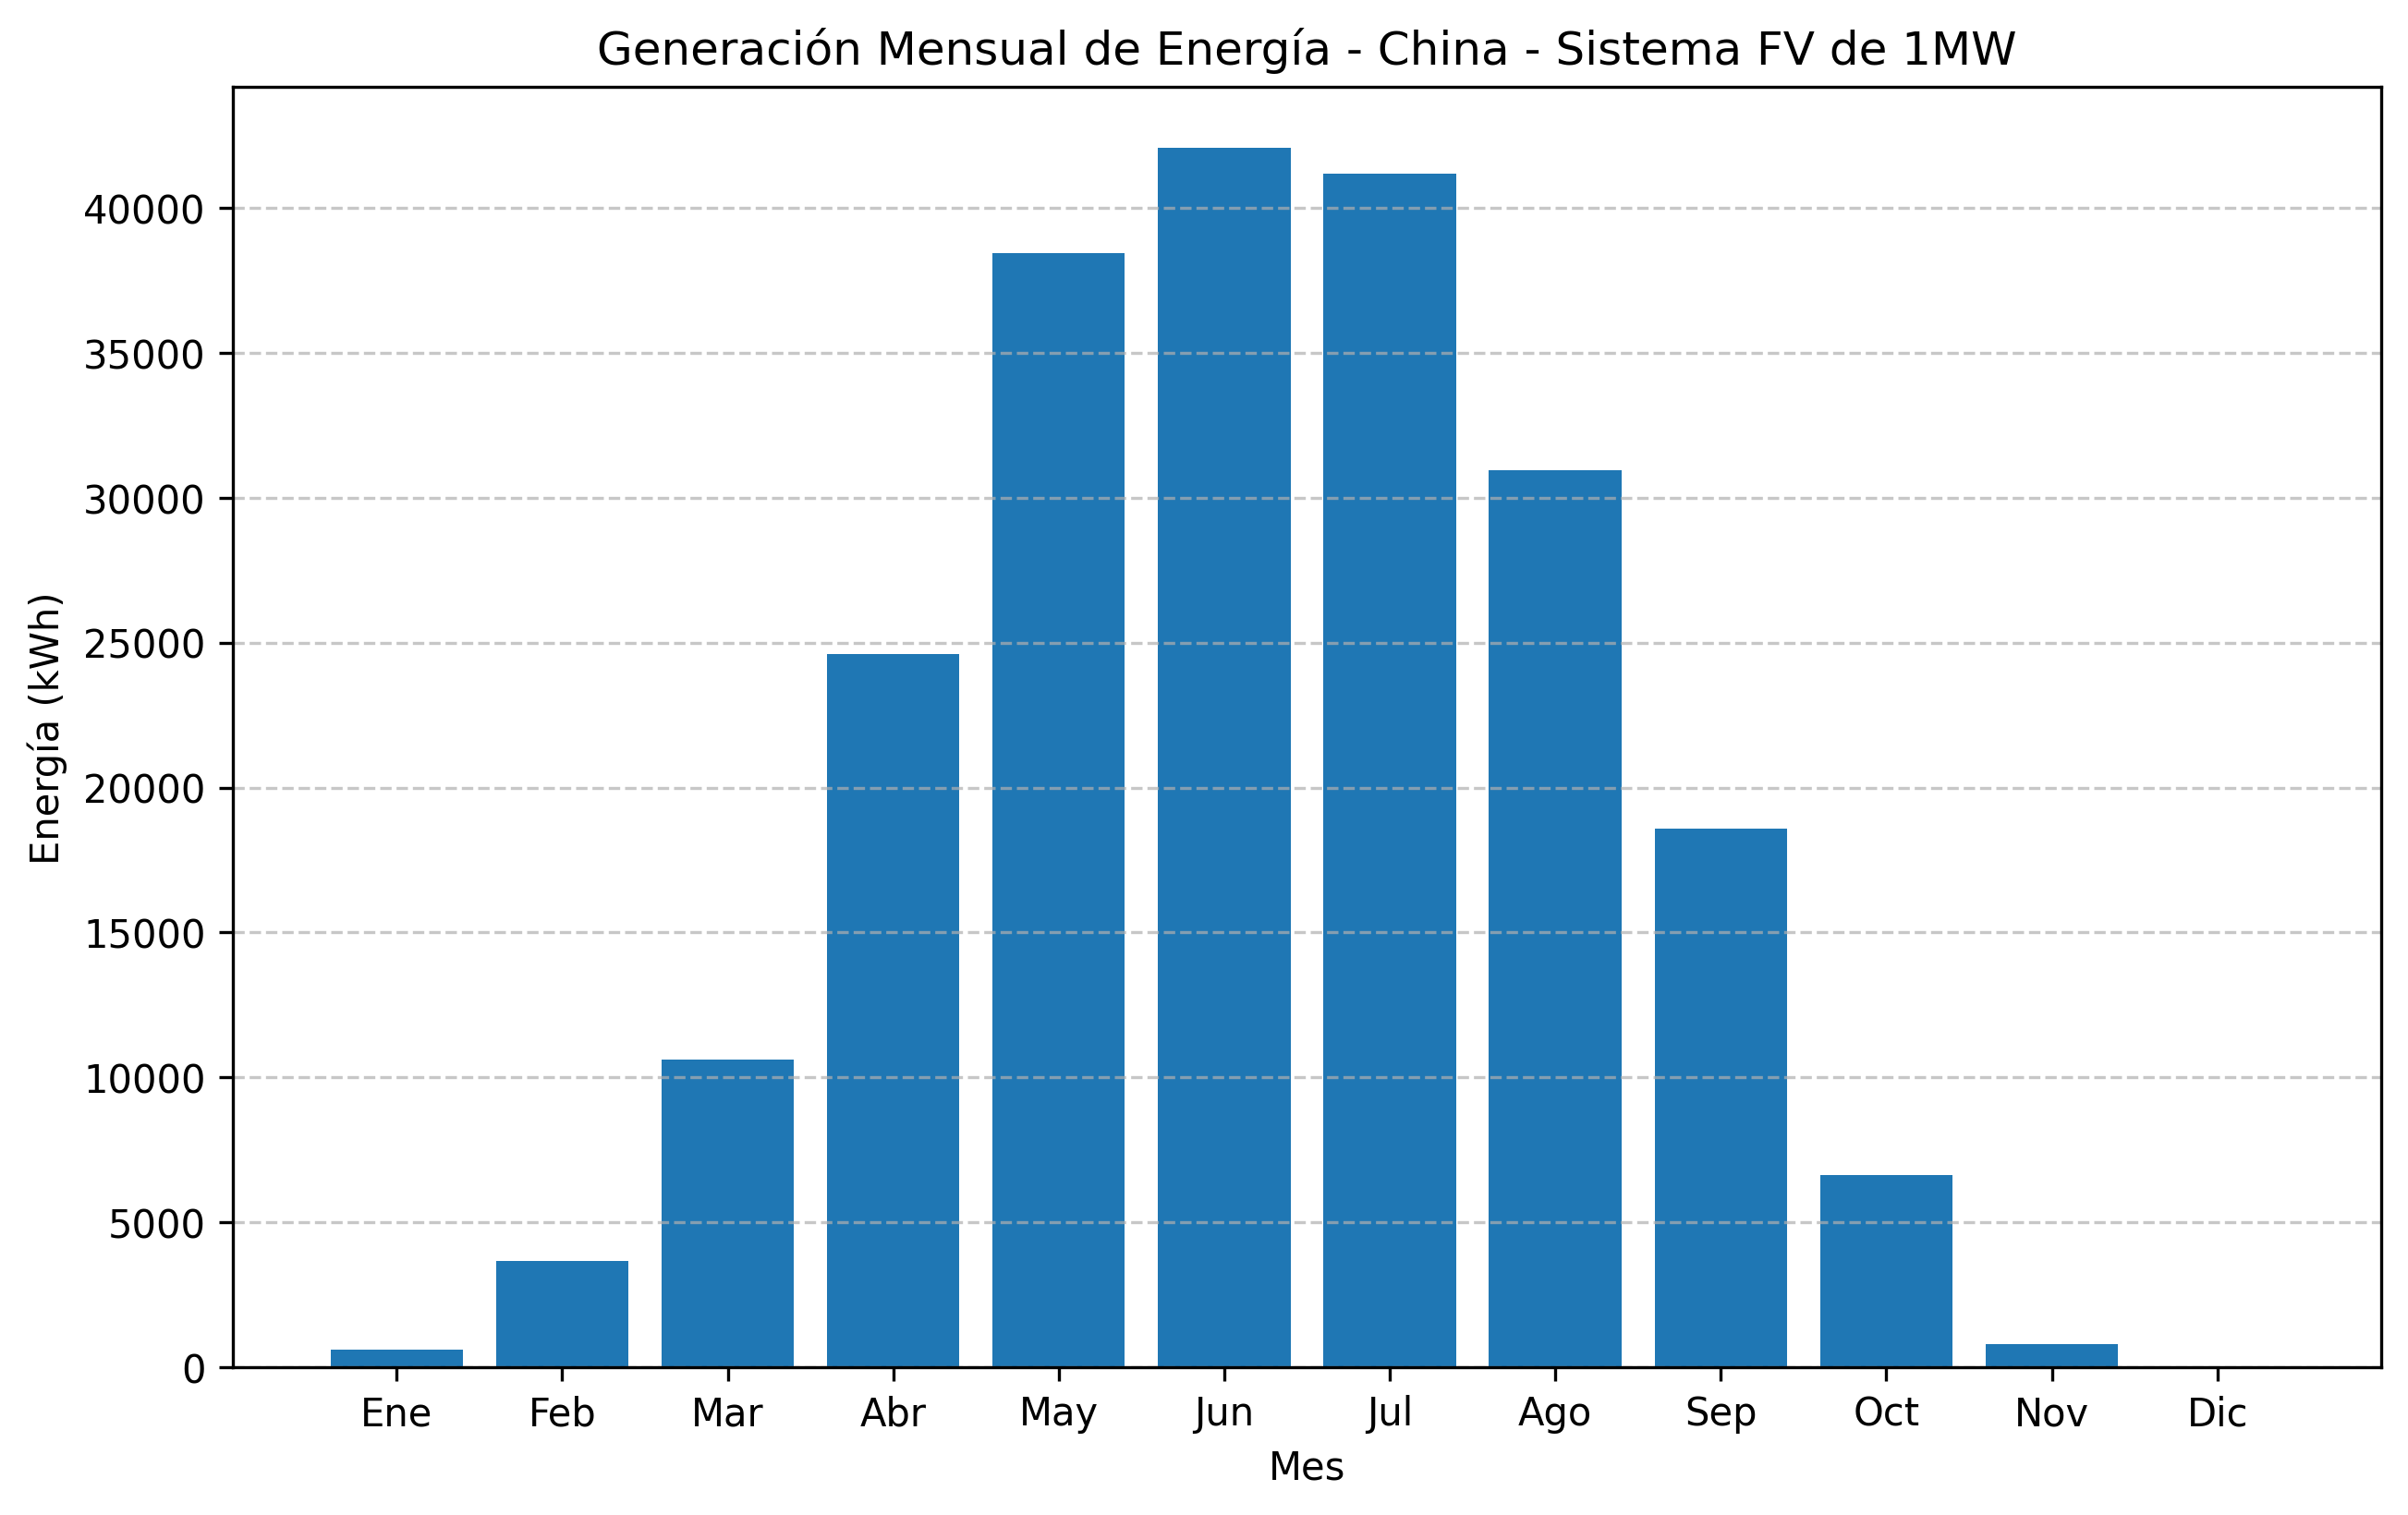 Generación Mensual de Energía - China - Sistema FV de 1MW
Energía (kWh)
40000
35000
30000
25000
20000
15000
10000
5000
0
Ene Feb Mar Abr May Jun Jul Ago Sep Oct Nov Dic
Mes